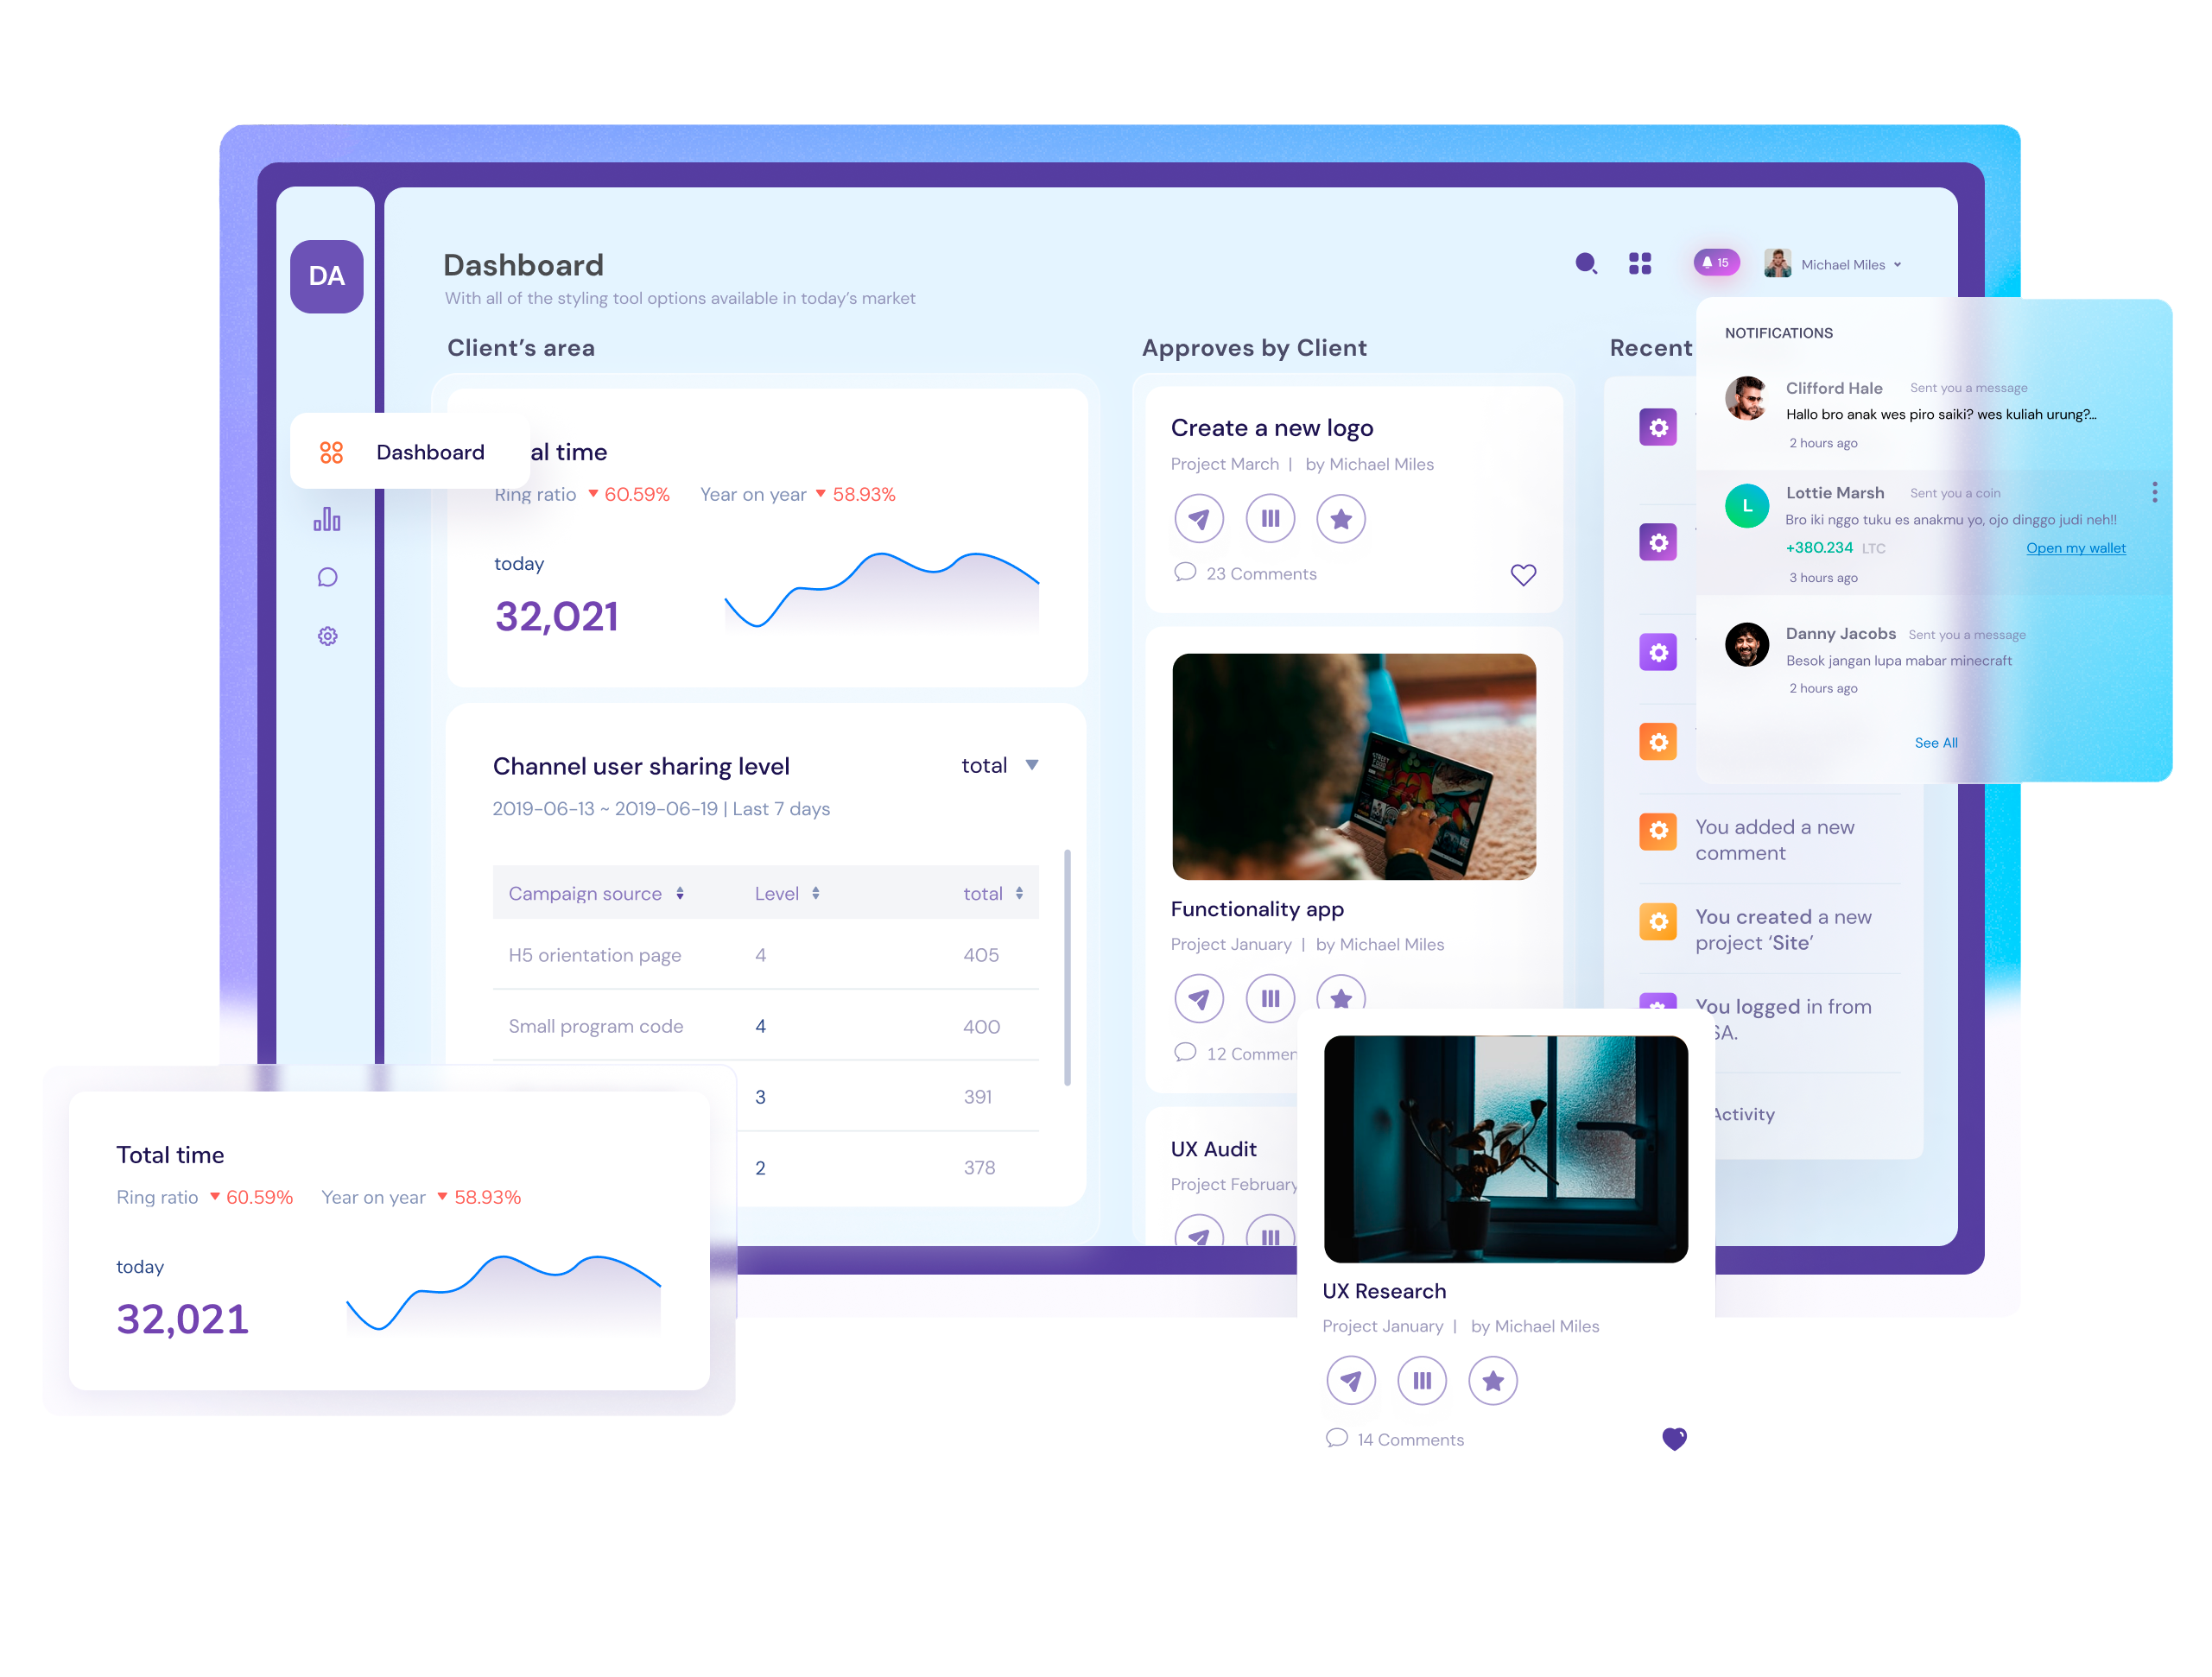 DA
Dashboard
With all of the styling tool options available in today's market
15
Michael Miles
Client's area
Approves by Client
Recent
Dashboard
al time
Ring ratio 60.59% Year on year 58.93%
today
32,021
Channel user sharing level
total
2019-06-13 ~ 2019-06-19 | Last 7 days
Campaign source Level total
H5 orientation page 4 405
Small program code 4 400
3 391
2 378
Create a new logo
Project March | by Michael Miles
23 Comments
Functionality app
Project January | by Michael Miles
12 Commen
UX Audit
Project February
NOTIFICATIONS
Clifford Hale Sent you a message
Hallo bro anak wes piro saiki? wes kuliah urung?...
2 hours ago
L
Lottie Marsh Sent you a coin
Bro iki nggo tuku es anakmu yo, ojo dinggo judi neh!!
+380.234 LTC Open my wallet
3 hours ago
Danny Jacobs Sent you a message
Besok jangan lupa mabar minecraft
2 hours ago
See All
You added a new
comment
You created a new
project ‘Site’
You logged in from
SA.
Activity
Total time
Ring ratio 60.59% Year on year 58.93%
today
32,021
UX Research
Project January | by Michael Miles
14 Comments